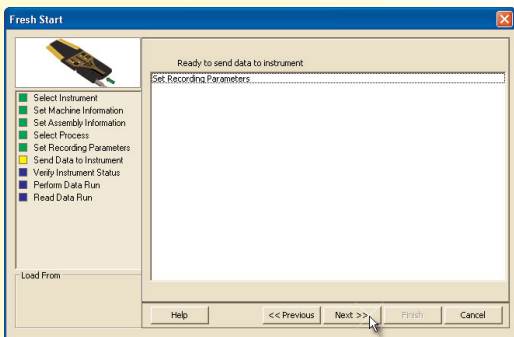 Fresh Start
Ready to send data to instrument
Set Recording Parameters
Select Instrument
Set Machine Information
Set Assembly Information
Select Process
Set Recording Parameters
Send Data to Instrument
Verify Instrument Status
Perform Data Run
Read Data Run
Load From
Help
<< Previous
Next >>
Finish
Cancel